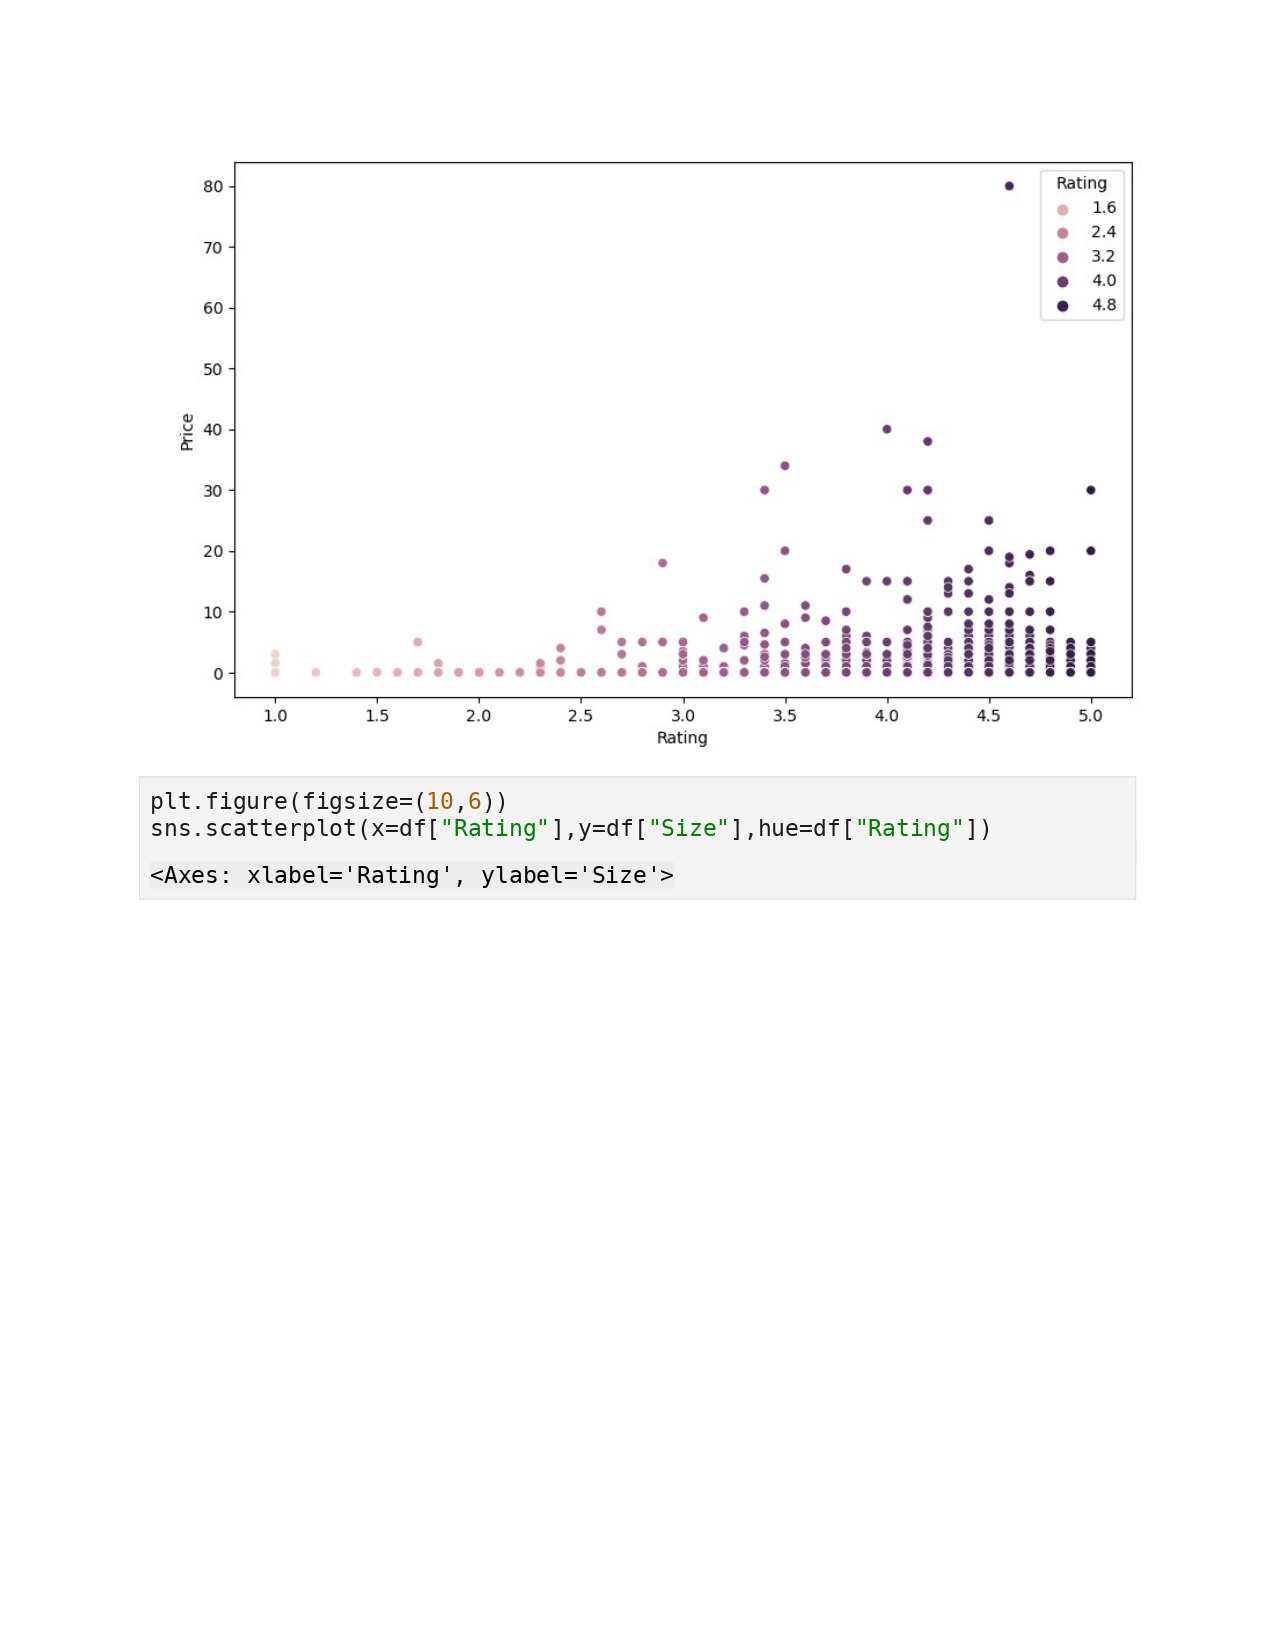 80
70
60
50
40
30
20
10
0
Price
Rating
1.6
2.4
3.2
4.0
4.8
1.0 1.5 2.0 2.5 3.0 3.5 4.0 4.5 5.0
Rating
plt.figure(figsize=(10,6))
sns.scatterplot(x=df["Rating"],y=df["Size"],hue=df["Rating"])
<Axes: xlabel='Rating', ylabel='Size'>